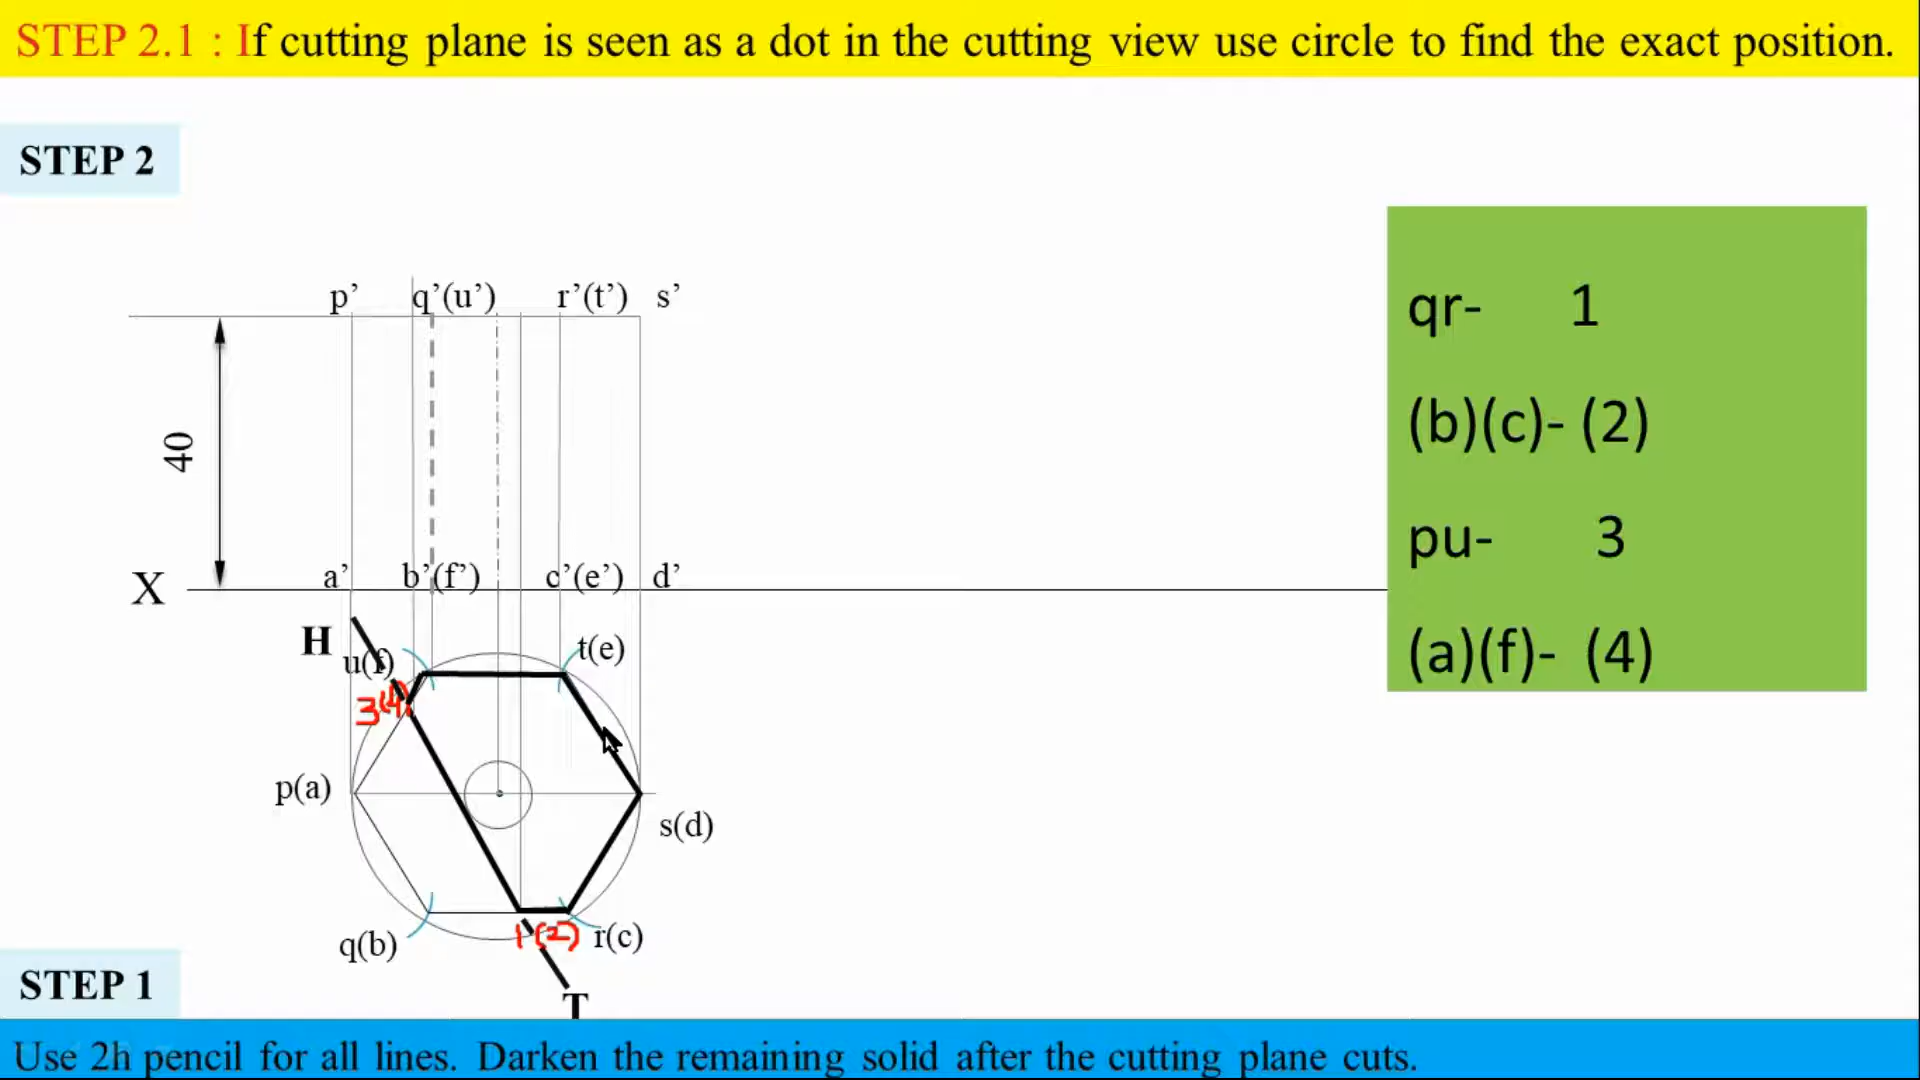 STEP 2.1 : If cutting plane is seen as a dot in the cutting view use circle to find the exact position.
STEP 2
qr- 1
(b)(c)- (2)
pu- 3
(a)(f)- (4)
p’ q’(u’) r’(t’) s’
40
a’ b’(f’) c’(e’) d’
X
H
u(f) t(e)
3(4)
p(a)
s(d)
1(2) r(c)
q(b)
T
STEP 1
Use 2h pencil for all lines. Darken the remaining solid after the cutting plane cuts.